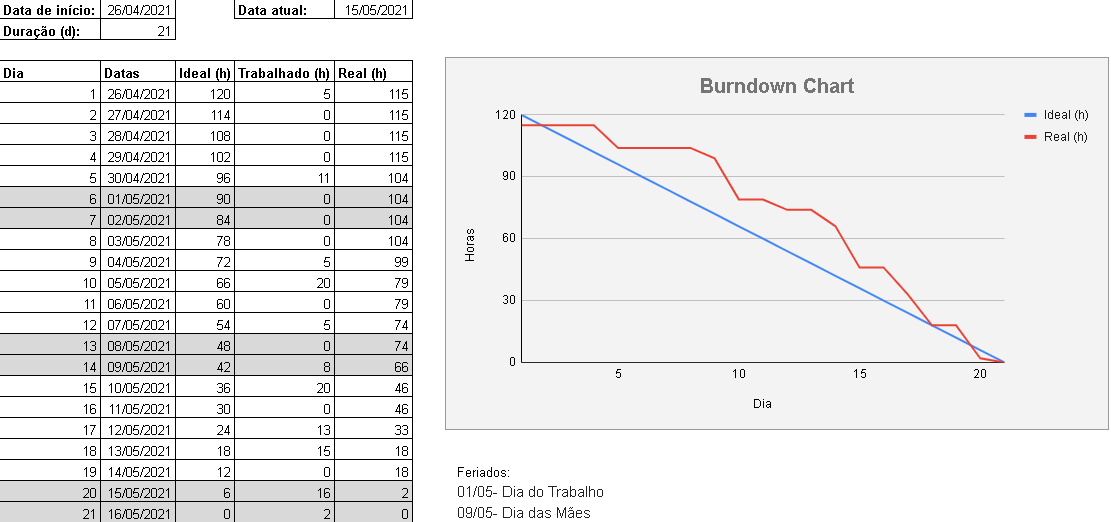 Data de início: 26/04/2021 Data atual: 15/05/2021
Duração (d): 21
Dia Datas Ideal (h) Trabalhado (h) Real (h)
1 26/04/2021 120 5 115
2 27/04/2021 114 0 115
3 28/04/2021 108 0 115
4 29/04/2021 102 0 115
5 30/04/2021 96 11 104
6 01/05/2021 90 0 104
7 02/05/2021 84 0 104
8 03/05/2021 78 0 104
9 04/05/2021 72 5 99
10 05/05/2021 66 20 79
11 06/05/2021 60 0 79
12 07/05/2021 54 5 74
13 08/05/2021 48 0 74
14 09/05/2021 42 8 66
15 10/05/2021 36 20 46
16 11/05/2021 30 0 46
17 12/05/2021 24 13 33
18 13/05/2021 18 15 18
19 14/05/2021 12 0 18
20 15/05/2021 6 16 2
21 16/05/2021 0 2 0
Burndown Chart
Ideal (h)
Real (h)
Horas
120
90
60
30
0
5 10 15 20
Dia
Feriados:
01/05- Dia do Trabalho
09/05- Dia das Mães